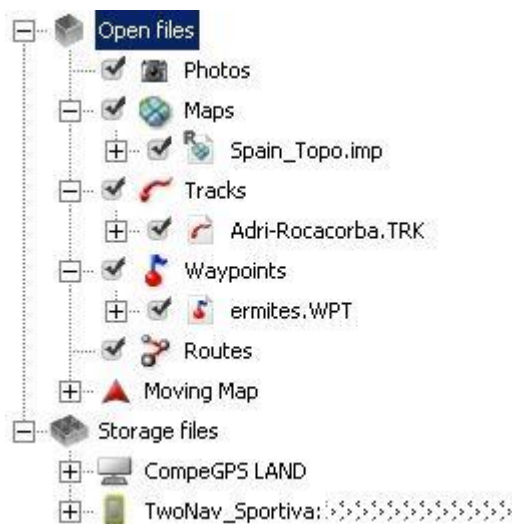 Open files
Photos
Maps
R
Spain_Topo.imp
Tracks
Adri-Rocacorba.TRK
Waypoints
ermites.WPT
Routes
Moving Map
Storage files
CompeGPS LAND
TwoNav_Sportiva: